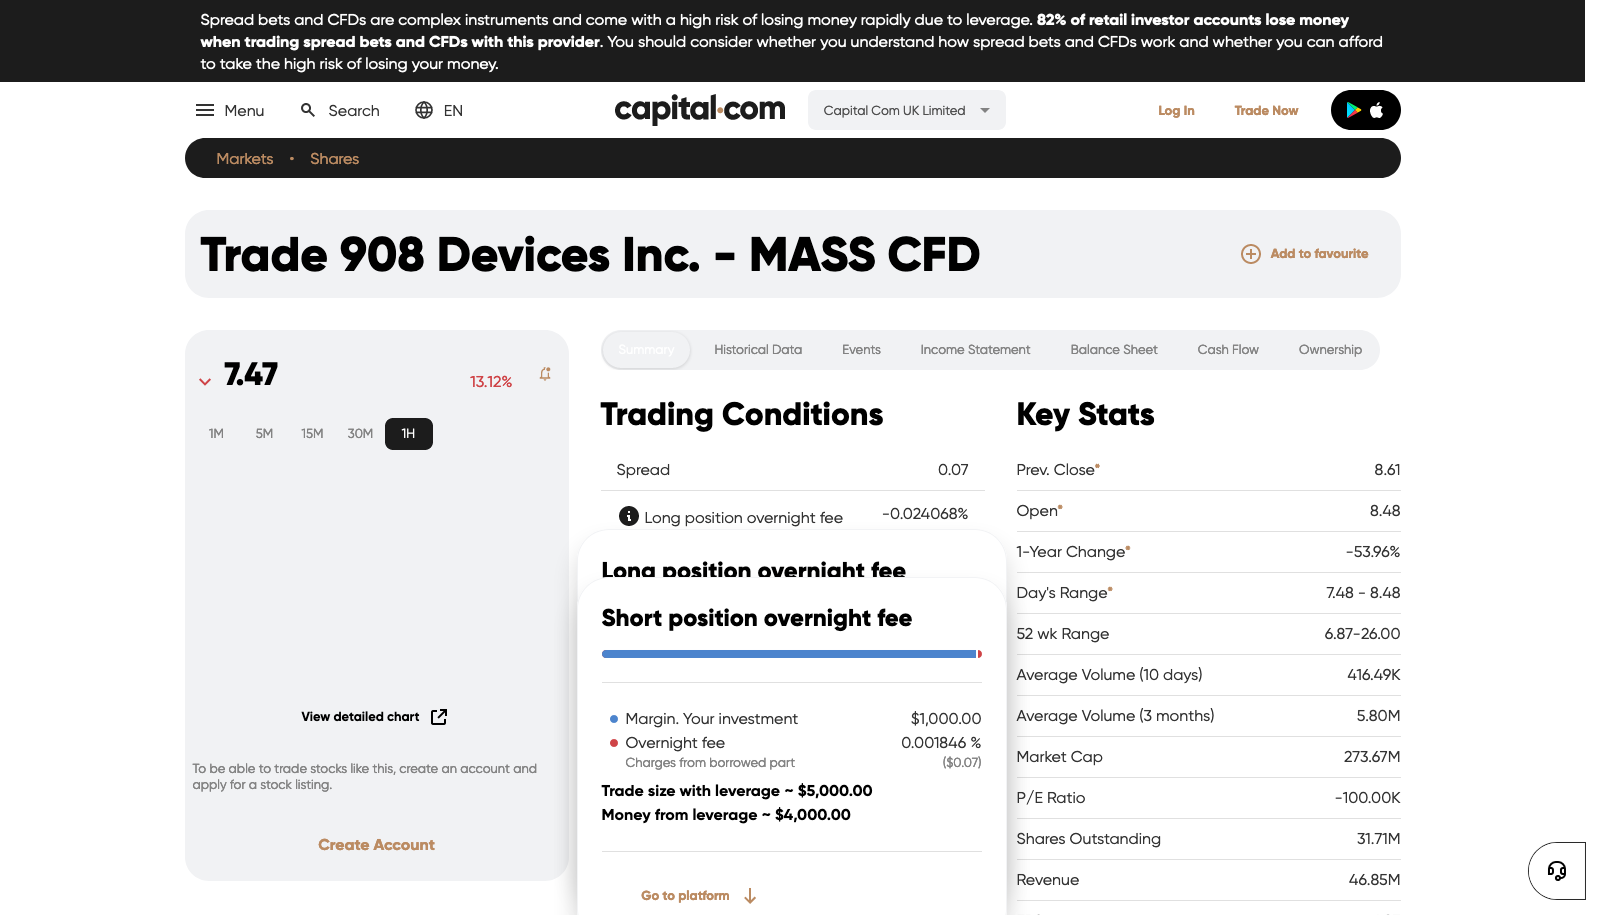 Spread bets and CFDs are complex instruments and come with a high risk of losing money rapidly due to leverage. 82% of retail investor accounts lose money
when trading spread bets and CFDs with this provider. You should consider whether you understand how spread bets and CFDs work and whether you can afford
to take the high risk of losing your money.
Menu Search EN capital.com Capital Com UK Limited Log In Trade Now
Markets Shares
Trade 908 Devices Inc. - MASS CFD Add to favourite
7.47 13.12%
1M 5M 15M 30M 1H
View detailed chart
To be able to trade stocks like this, create an account and
apply for a stock listing.
Create Account
Summary Historical Data Events Income Statement Balance Sheet Cash Flow Ownership
Trading Conditions
Spread 0.07
Long position overnight fee -0.024068%
Long position overnight fee
Short position overnight fee
Margin. Your investment $1,000.00
Overnight fee 0.001846 %
Charges from borrowed part ($0.07)
Trade size with leverage ~ $5,000.00
Money from leverage ~ $4,000.00
Go to platform
Key Stats
Prev. Close* 8.61
Open* 8.48
1-Year Change* -53.96%
Day's Range* 7.48 - 8.48
52 wk Range 6.87-26.00
Average Volume (10 days) 416.49K
Average Volume (3 months) 5.80M
Market Cap 273.67M
P/E Ratio -100.00K
Shares Outstanding 31.71M
Revenue 46.85M